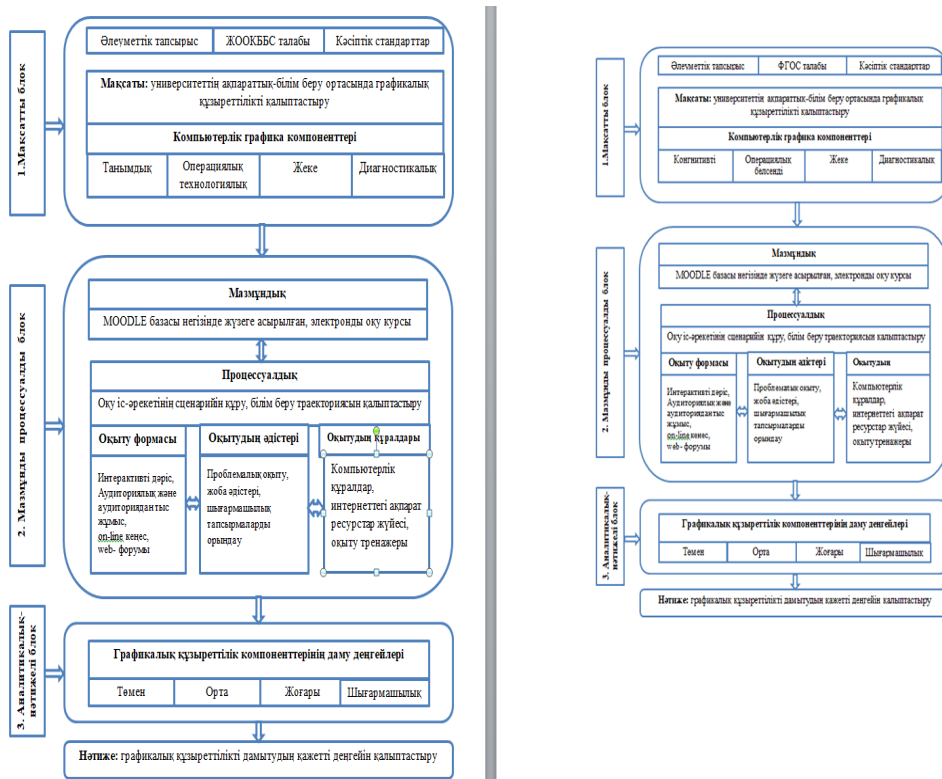 1.Мақсатты блок
Әлеуметтік тапсырыс
ЖООКББС талабы
Кәсіптік стандарттар
Мақсаты: университеттің ақпараттық-білім беру ортасында графикалық
құзыреттілікті қалыптастыру
Компьютерлік графика компоненттері
Танымдық
Операциялық
технологиялық
Жеке
Диагностикалық
2. Мазмұнды процессуалды блок
Мазмұндық
MOODLE базасы негізінде жүзеге асырылған, электронды оқу курсы
Процессуалдық
Оқу іс-әрекетінің сценарийін құру, білім беру траекториясын қалыптастыру
Оқыту формасы
Интерактивті дәріс,
Аудиториялық және
аудиториядан тыс
жұмыс,
on-line кеңес,
web- форумы
Оқытудың әдістері
Проблемалық оқыту,
жоба әдістері,
шығармашылық
тапсырмаларды
орындау
Оқытудың құралдары
Компьютерлік
құралдар,
интернеттегі ақпарат
ресурстар жүйесі,
оқыту тренажеры
3. Аналитикалық-
нәтижелі блок
Графикалық құзыреттілік компоненттерінің даму деңгейлері
Төмен
Орта
Жоғары
Шығармашылық
Нәтиже: графикалық құзыреттілікті дамытудың қажетті деңгейін қалыптастыру
1.Мақсатты блок
Әлеуметтік тапсырыс
ФГОС талабы
Кәсіптік стандарттар
Мақсаты: университеттің ақпараттық-білім беру ортасында графикалық
құзыреттілікті қалыптастыру
Компьютерлік графика компоненттері
Конгнитивті
Операциялық
белсенді
Жеке
Диагностикалық
2. Мазмұнды процессуалды блок
Мазмұндық
MOODLE базасы негізінде жүзеге асырылған, электронды оқу курсы
Процессуалдық
Оқу іс-әрекетінің сценарийін құру, білім беру траекториясын қалыптастыру
Оқыту формасы
Интерактивті дәріс,
Аудиториялық және
аудиториядан тыс
жұмыс,
on-line кеңес,
web- форумы
Оқытудың әдістері
Проблемалық оқыту,
жоба әдістері,
шығармашылық
тапсырмаларды
орындау
Оқытудың
Компьютерлік
құралдар,
интернеттегі ақпарат
ресурстар жүйесі,
оқыту тренажеры
3. Аналитикалық-
нәтижелі блок
Графикалық құзыреттілік компоненттерінің даму деңгейлері
Төмен
Орта
Жоғары
Шығармашылық
Нәтиже: графикалық құзыреттілікті дамытудың қажетті деңгейін қалыптастыру